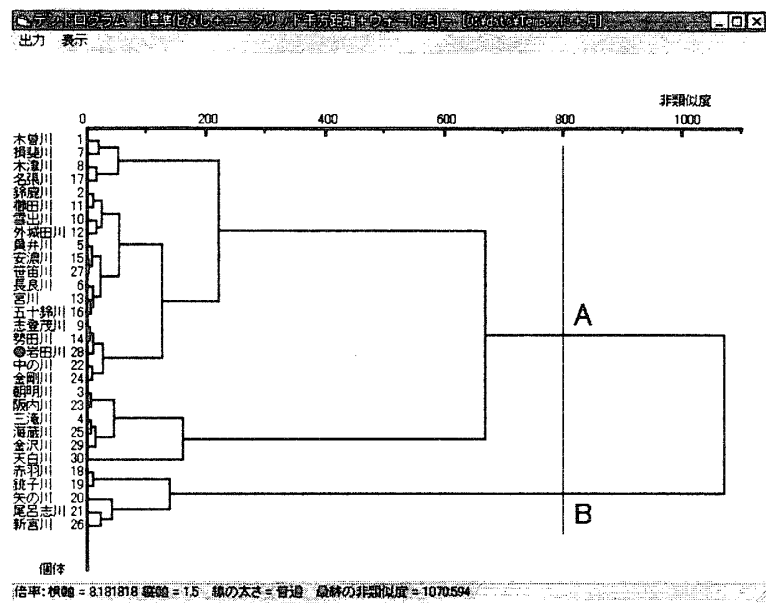 出力 表示
非類似度
0 200 400 600 800 1000
木曽川 1
揖斐川 7
木津川 8
名張川 17
鈴鹿川 2
櫛田川 11
雲出川 10
外城田川 12
員弁川 5
安濃川 15
笹笛川 27
長良川 6
宮川 13
五十鈴川 16
志登茂川 9
勢田川 14
岩田川 28
中の川 22
金剛川 24
朝明川 3
阪内川 23
三滝川 4
海蔵川 25
金沢川 29
天白川 30
赤羽川 18
銚子川 19
矢の川 20
尾呂志川 21
新宮川 26
A
B
個体
倍率: 横軸 = 8.181818 縦軸 = 1.5 線の太さ = 普通 最終の非類似度 = 1070.594